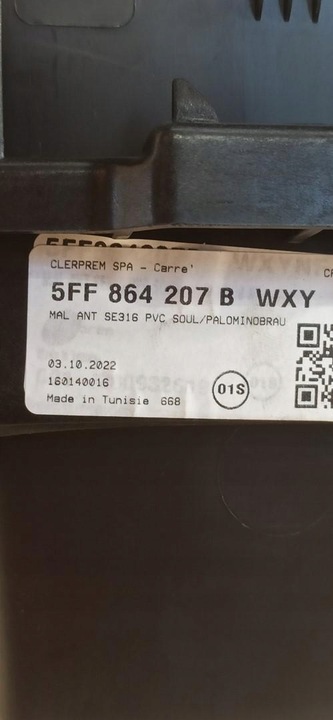 CLERPREM SPA - Carre'
5FF 864 207 B WXY
MAL ANT SE316 PVC SOUL/PALOMINOBRAU
03.10.2022
160140016
01S
Made in Tunisie 668